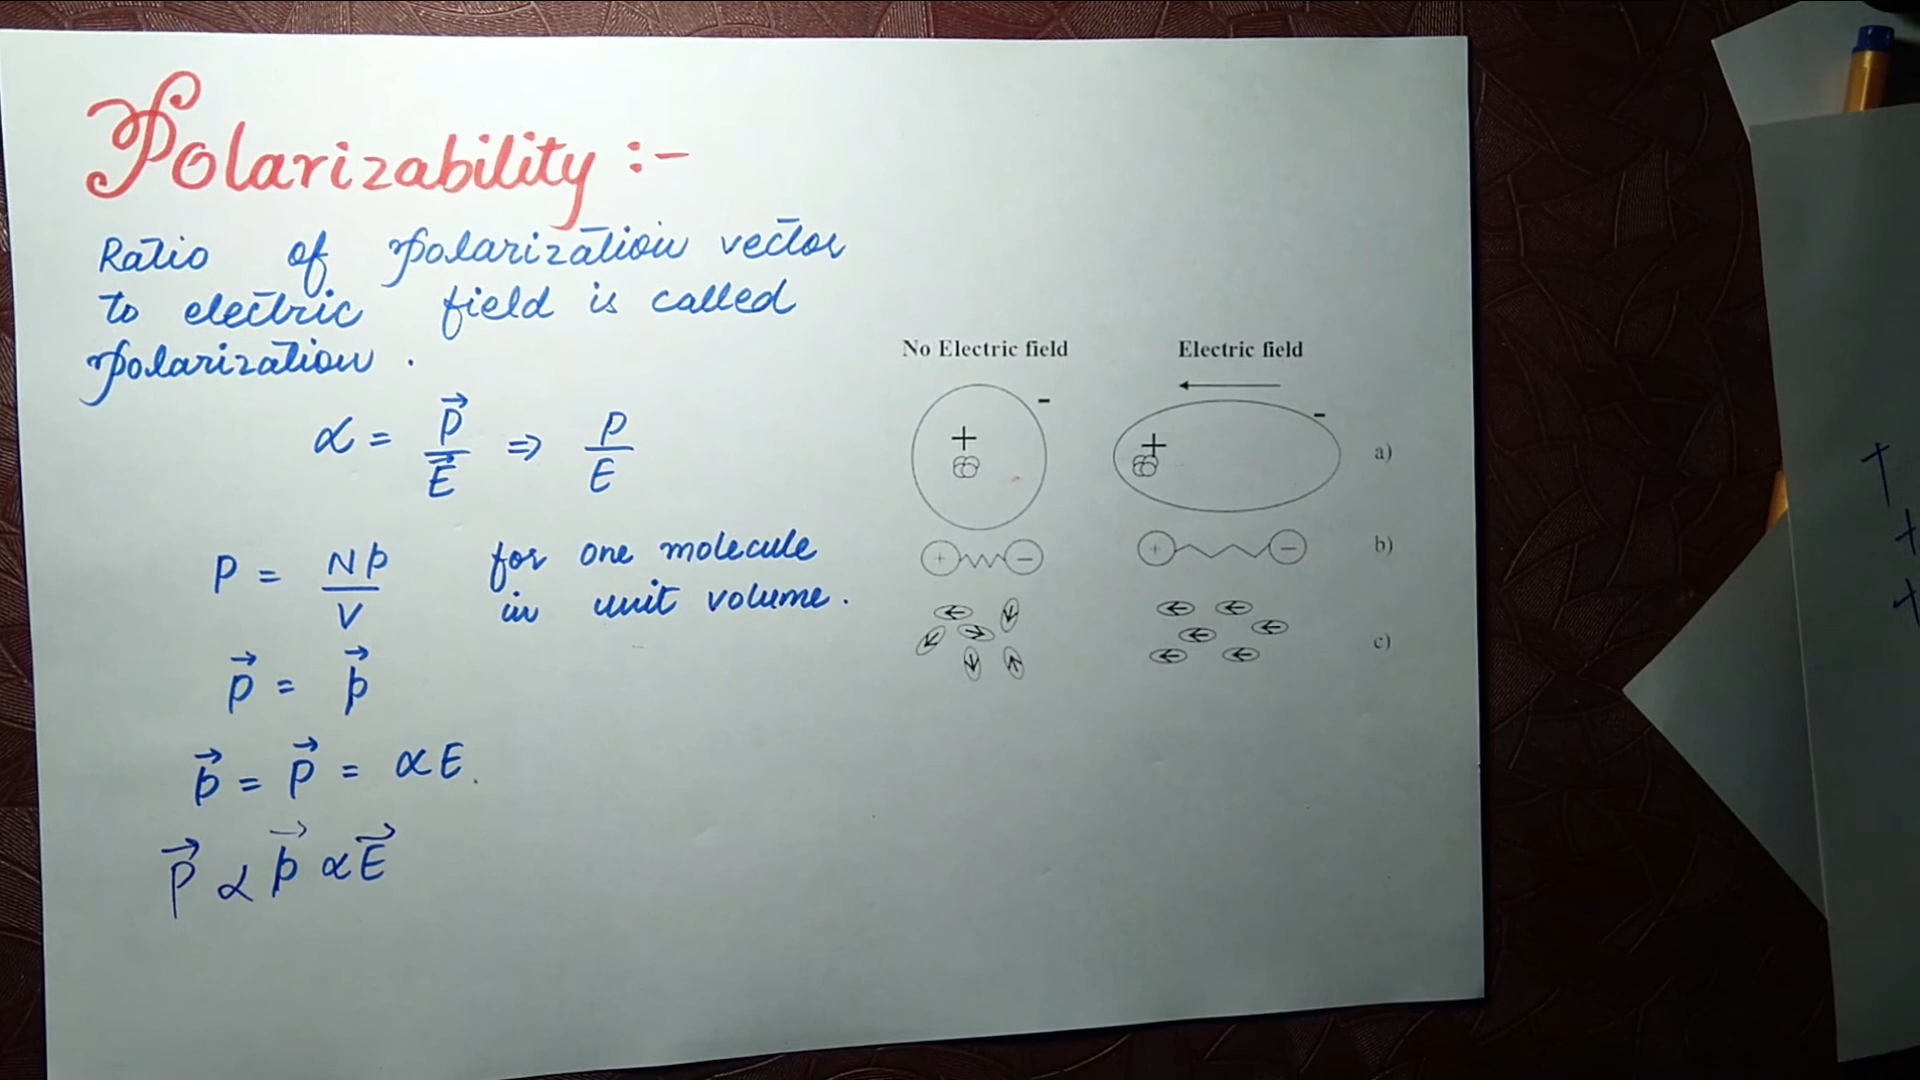 Polarizability :-
Ratio of polarization vector
to electric field is called
polarization .
α = P⃗ / E⃗ ⇒ P / E
P = Np / V for one molecule
in unit volume .
P⃗ = p⃗
p⃗ = P⃗ = αE .
P⃗ α p⃗ α E⃗
No Electric field Electric field
- -
+ +
a)
+ - + -
b)
c)
+
+
+